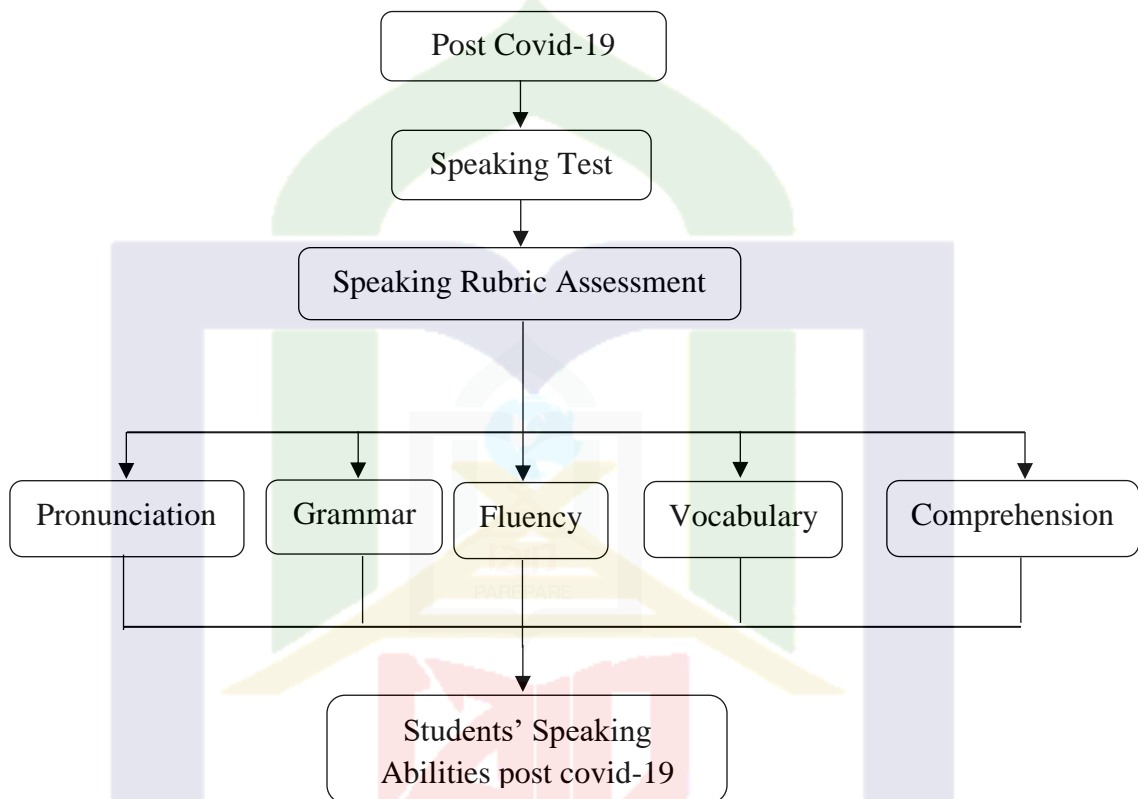 Post Covid-19
Speaking Test
Speaking Rubric Assessment
Pronunciation
Grammar
Fluency
Vocabulary
Comprehension
PAREPARE
Students’ Speaking
Abilities post covid-19